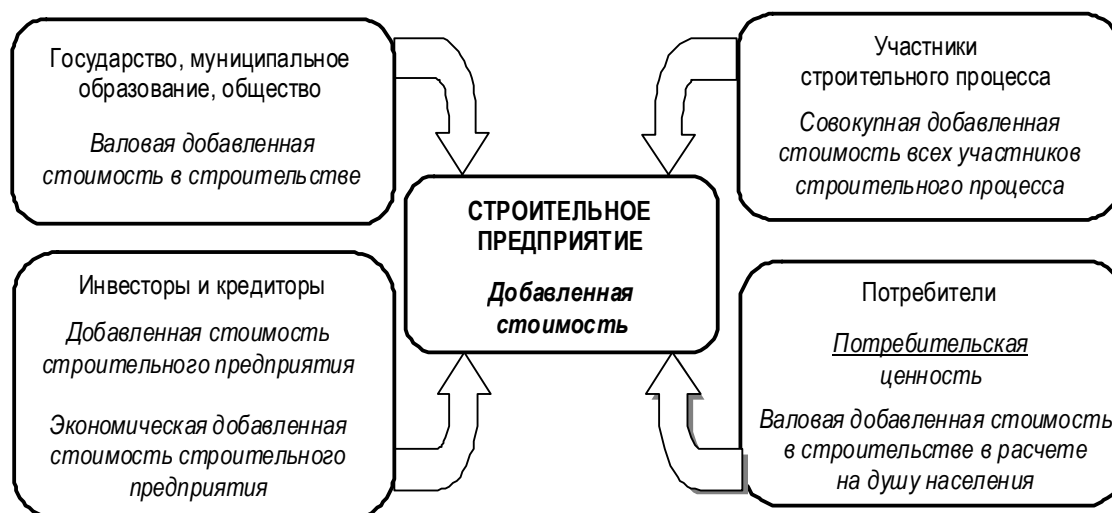 Государство, муниципальное
образование, общество
Валовая добавленная
стоимость в строительстве
Участники
строительного процесса
Совокупная добавленная
стоимость всех участников
строительного процесса
СТРОИТЕЛЬНОЕ
ПРЕДПРИЯТИЕ
Добавленная
стоимость
Инвесторы и кредиторы
Добавленная стоимость
строительного предприятия
Экономическая добавленная
стоимость строительного
предприятия
Потребители
Потребительская
ценность
Валовая добавленная стоимость
в строительстве в расчете
на душу населения